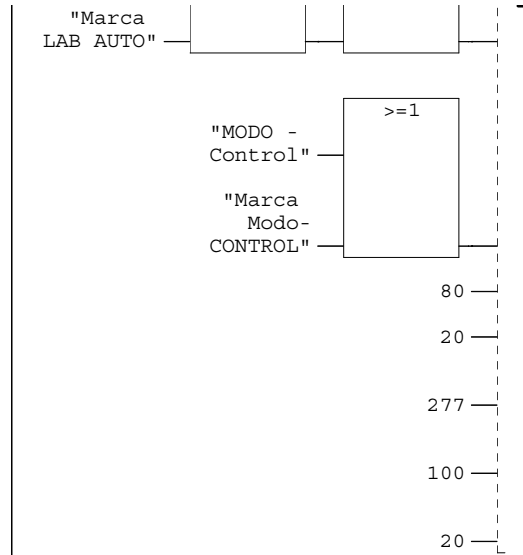 "Marca
LAB AUTO"
>=1
"MODO -
Control"
"Marca
Modo-
CONTROL"
80
20
277
100
20